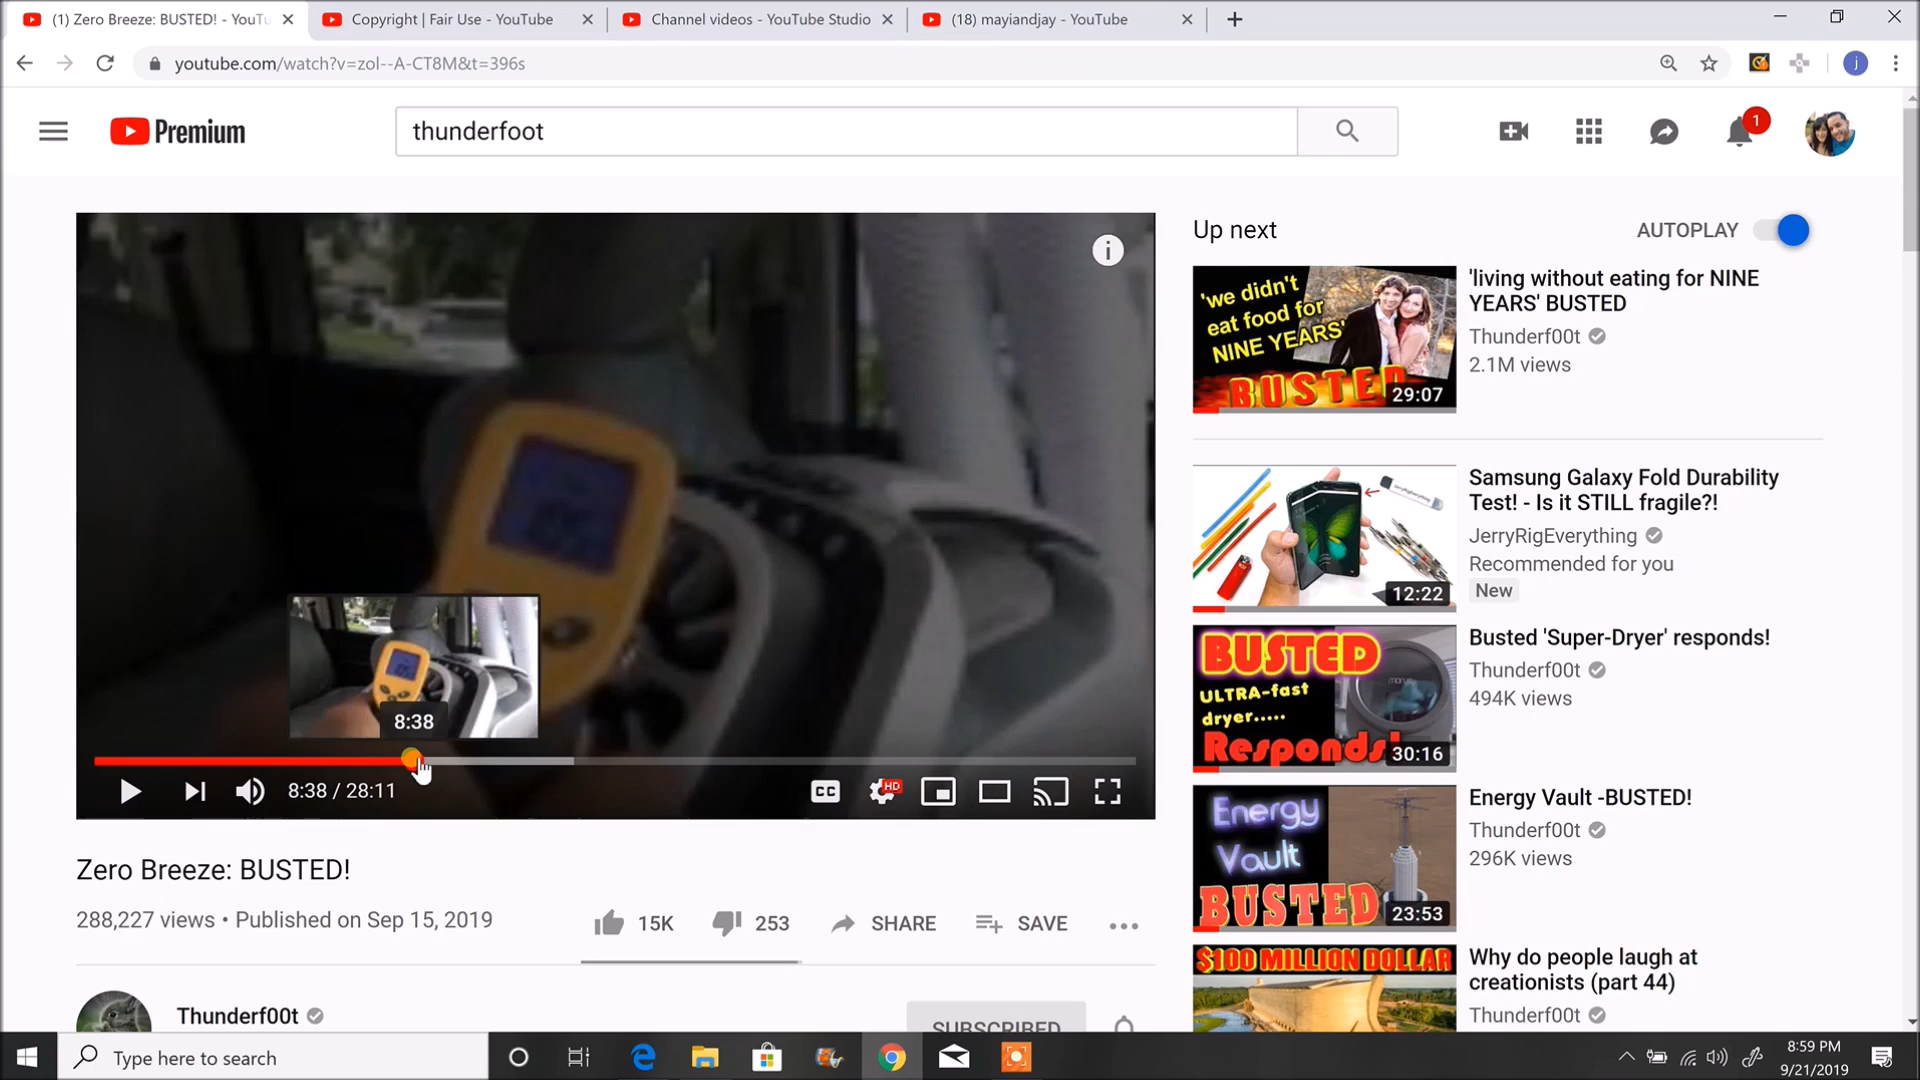 (1) Zero Breeze: BUSTED! - YouTu
Copyright | Fair Use - YouTube
Channel videos - YouTube Studio
(18) mayiandjay - YouTube
youtube.com/watch?v=zol--A-CT8M&t=396s
j
Premium
thunderfoot
1
Up next
AUTOPLAY
'we didn't
eat food for
NINE YEARS'
BUSTED
29:07
'living without eating for NINE
YEARS' BUSTED
Thunderf00t
2.1M views
12:22
Samsung Galaxy Fold Durability
Test! - Is it STILL fragile?!
JerryRigEverything
Recommended for you
New
BUSTED
ULTRA-fast
dryer.....
Responds!
30:16
Busted 'Super-Dryer' responds!
Thunderf00t
494K views
Energy
Vault
BUSTED
23:53
Energy Vault -BUSTED!
Thunderf00t
296K views
$100 MILLION DOLLAR
Why do people laugh at
creationists (part 44)
Thunderf00t
8:38
8:38 / 28:11
CC
HD
Zero Breeze: BUSTED!
288,227 views • Published on Sep 15, 2019
15K
253
SHARE
SAVE
Thunderf00t
SUBSCRIBED
Type here to search
8:59 PM
9/21/2019